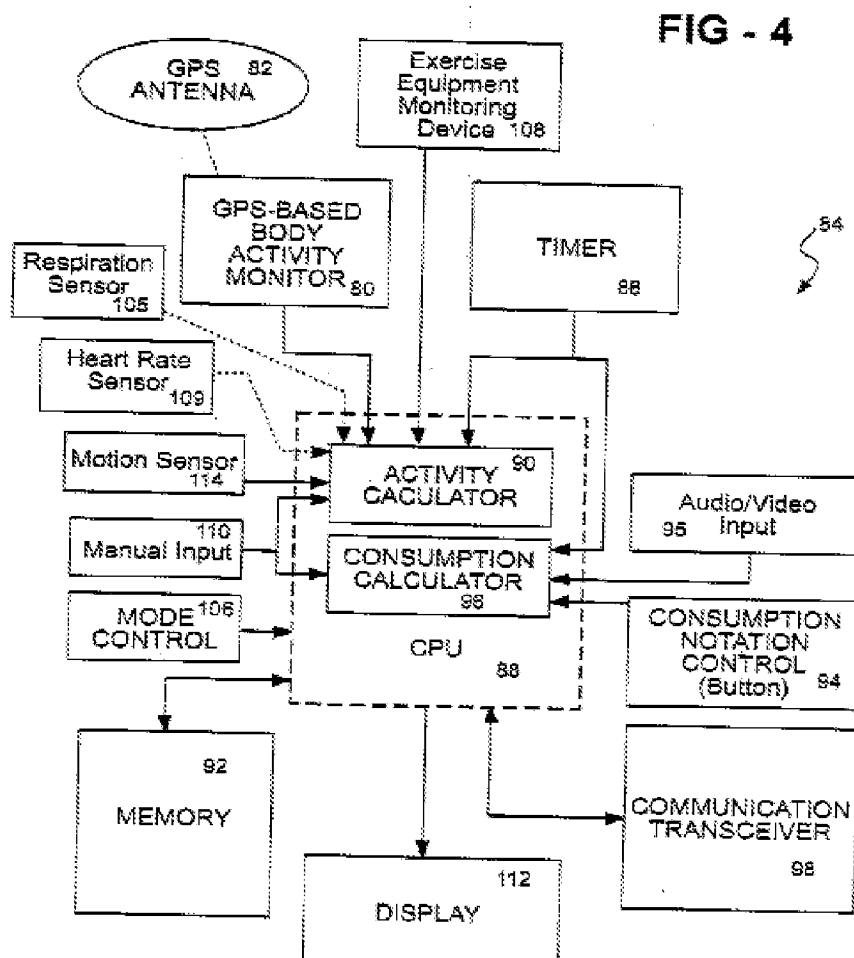 FIG - 4
GPS 82
ANTENNA
Exercise
Equipment
Monitoring
Device 108
GPS-BASED
BODY
ACTIVITY
MONITOR 80
TIMER
86
84
Respiration
Sensor
105
Heart Rate
Sensor
109
Motion Sensor
114
110
Manual Input
MODE 106
CONTROL
90
ACTIVITY
CACULATOR
CONSUMPTION
CALCULATOR
96
CPU
88
Audio/Video
95 Input
CONSUMPTION
NOTATION
CONTROL
(Button) 94
92
MEMORY
COMMUNICATION
TRANSCEIVER
98
112
DISPLAY